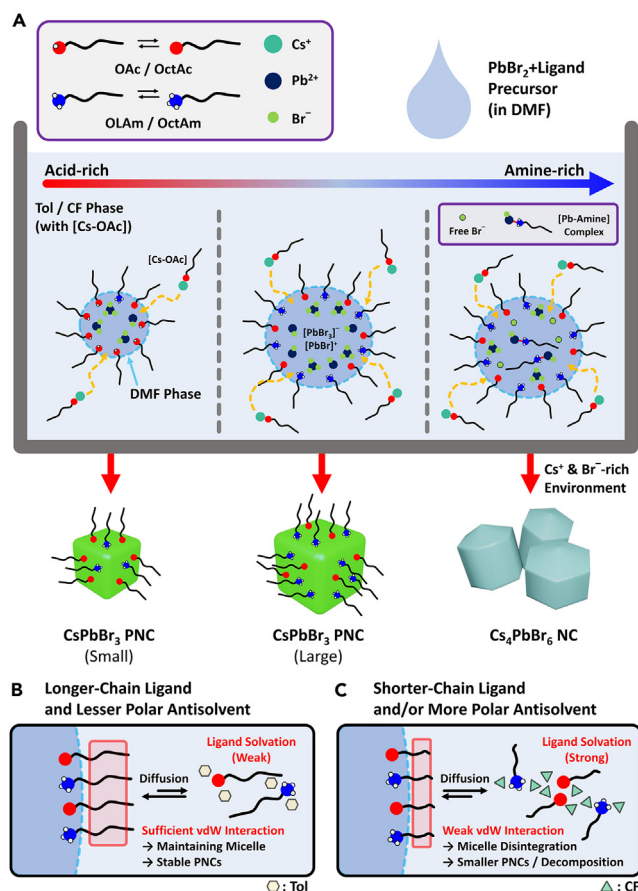 A
OAc / OctAc
OLAm / OctAm
Cs⁺
Pb²⁺
Br⁻
PbBr₂+Ligand
Precursor
(in DMF)
Acid-rich
Amine-rich
Tol / CF Phase
(with [Cs-OAc])
Free Br⁻
[Pb-Amine]
Complex
[Cs-OAc]
[PbBr₃]⁻
[PbBr]⁺
DMF Phase
Cs⁺ & Br⁻-rich
Environment
CsPbBr₃ PNC
(Small)
CsPbBr₃ PNC
(Large)
Cs₄PbBr₆ NC
B
Longer-Chain Ligand
and Lesser Polar Antisolvent
Ligand Solvation
(Weak)
Diffusion
Sufficient vdW Interaction
→ Maintaining Micelle
→ Stable PNCs
: Tol
C
Shorter-Chain Ligand
and/or More Polar Antisolvent
Ligand Solvation
(Strong)
Diffusion
Weak vdW Interaction
→ Micelle Disintegration
→ Smaller PNCs / Decomposition
: CF